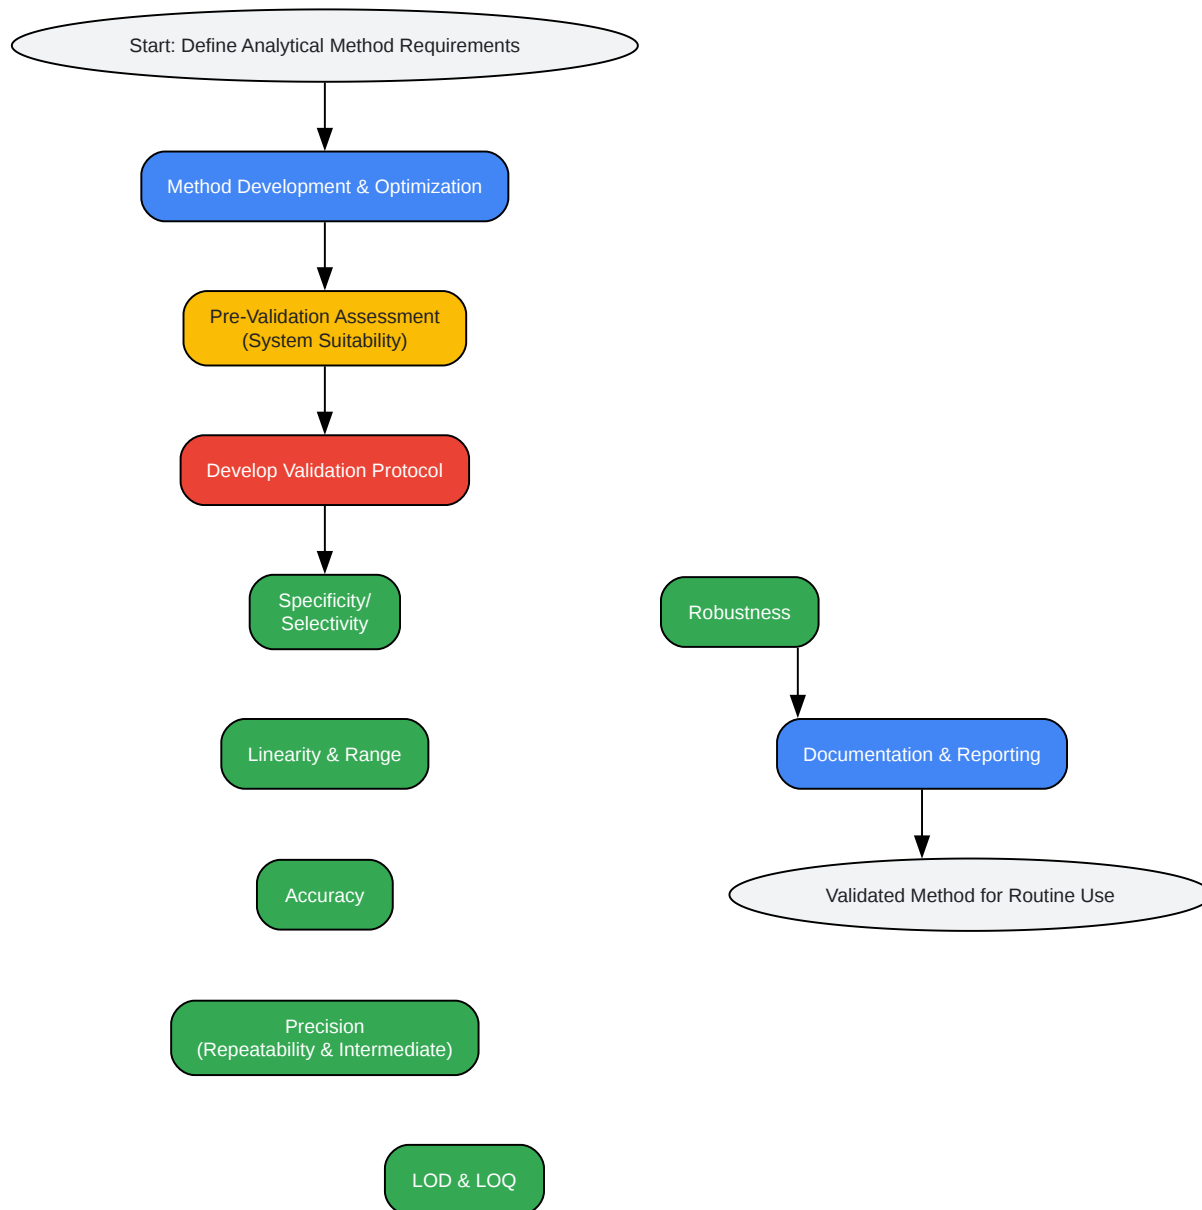 Start: Define Analytical Method Requirements
Method Development & Optimization
Pre-Validation Assessment
(System Suitability)
Develop Validation Protocol
Specificity/
Selectivity
Linearity & Range
Accuracy
Precision
(Repeatability & Intermediate)
LOD & LOQ
Robustness
Documentation & Reporting
Validated Method for Routine Use